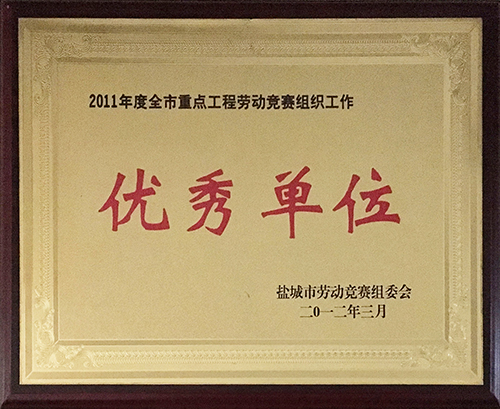 2011年度全市重点工程劳动竞赛组织工作
优秀单位
盐城市劳动竞赛组委会
二〇一二年三月